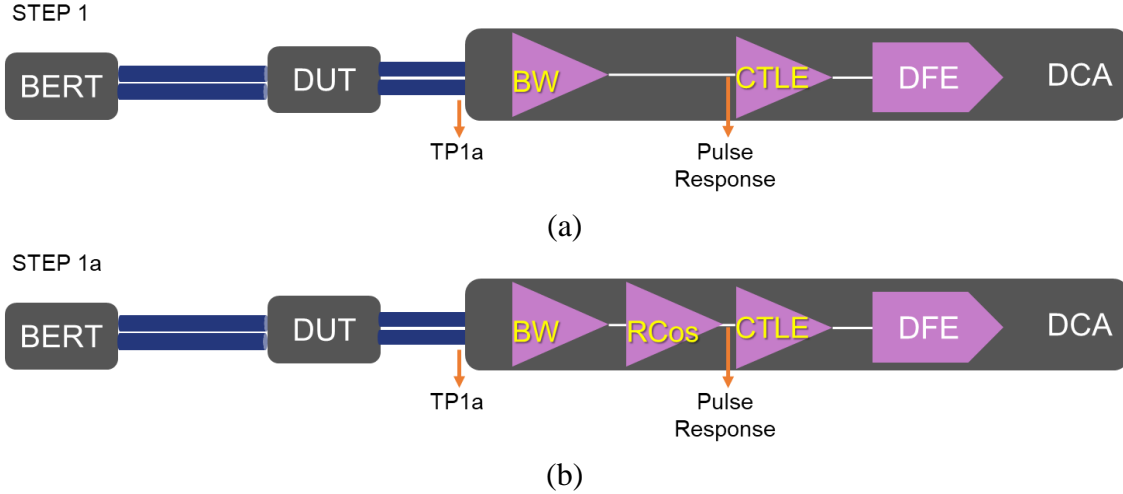 STEP 1
BERT DUT BW CTLE DFE DCA
TP1a Pulse
Response
(a)
STEP 1a
BERT DUT BW RCos CTLE DFE DCA
TP1a Pulse
Response
(b)